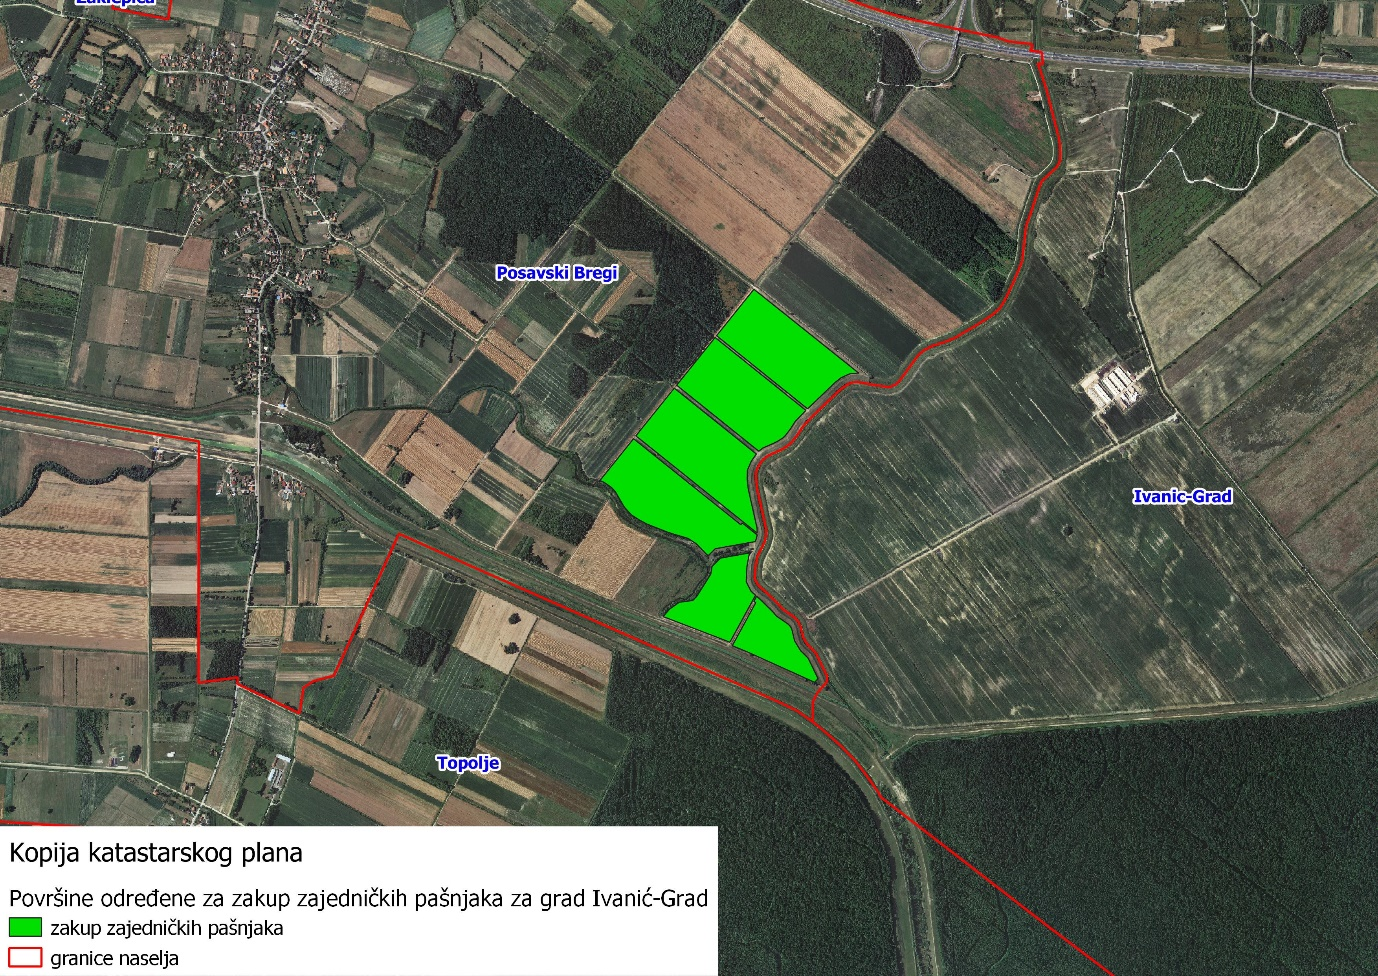 Zaklepica
Posavski Bregi
Ivanic-Grad
Topolje
Kopija katastarskog plana
Površine određene za zakup zajedničkih pašnjaka za grad Ivanić-Grad
zakup zajedničkih pašnjaka
granice naselja